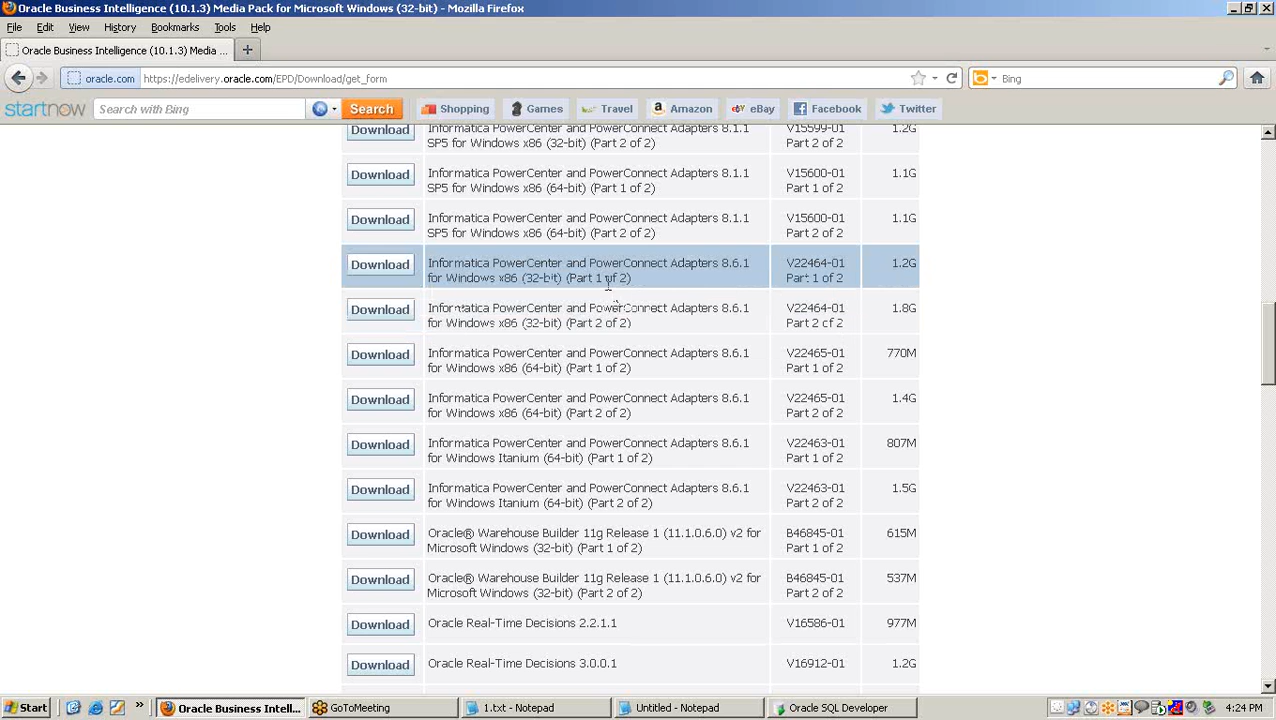 Oracle Business Intelligence (10.1.3) Media Pack for Microsoft Windows (32-bit) - Mozilla Firefox
File Edit View History Bookmarks Tools Help
Oracle Business Intelligence (10.1.3) Media ... +
oracle.com https://edelivery.oracle.com/EPD/Download/get_form Bing
startnow Search with Bing Search Shopping Games Travel Amazon eBay Facebook Twitter
Download Informatica PowerCenter and PowerConnect Adapters 8.1.1 V15599-01 1.2G
SP5 for Windows x86 (32-bit) (Part 2 of 2) Part 2 of 2
Download Informatica PowerCenter and PowerConnect Adapters 8.1.1 V15600-01 1.1G
SP5 for Windows x86 (64-bit) (Part 1 of 2) Part 1 of 2
Download Informatica PowerCenter and PowerConnect Adapters 8.1.1 V15600-01 1.1G
SP5 for Windows x86 (64-bit) (Part 2 of 2) Part 2 of 2
Download Informatica PowerCenter and PowerConnect Adapters 8.6.1 V22464-01 1.2G
for Windows x86 (32-bit) (Part 1 of 2) Part 1 of 2
Download Informatica PowerCenter and PowerConnect Adapters 8.6.1 V22464-01 1.8G
for Windows x86 (32-bit) (Part 2 of 2) Part 2 of 2
Download Informatica PowerCenter and PowerConnect Adapters 8.6.1 V22465-01 770M
for Windows x86 (64-bit) (Part 1 of 2) Part 1 of 2
Download Informatica PowerCenter and PowerConnect Adapters 8.6.1 V22465-01 1.4G
for Windows x86 (64-bit) (Part 2 of 2) Part 2 of 2
Download Informatica PowerCenter and PowerConnect Adapters 8.6.1 V22463-01 807M
for Windows Itanium (64-bit) (Part 1 of 2) Part 1 of 2
Download Informatica PowerCenter and PowerConnect Adapters 8.6.1 V22463-01 1.5G
for Windows Itanium (64-bit) (Part 2 of 2) Part 2 of 2
Download Oracle® Warehouse Builder 11g Release 1 (11.1.0.6.0) v2 for B46845-01 615M
Microsoft Windows (32-bit) (Part 1 of 2) Part 1 of 2
Download Oracle® Warehouse Builder 11g Release 1 (11.1.0.6.0) v2 for B46845-01 537M
Microsoft Windows (32-bit) (Part 2 of 2) Part 2 of 2
Download Oracle Real-Time Decisions 2.2.1.1 V16586-01 977M
Download Oracle Real-Time Decisions 3.0.0.1 V16912-01 1.2G
Start » Oracle Business Intell... GoToMeeting 1.txt - Notepad Untitled - Notepad Oracle SQL Developer 4:24 PM